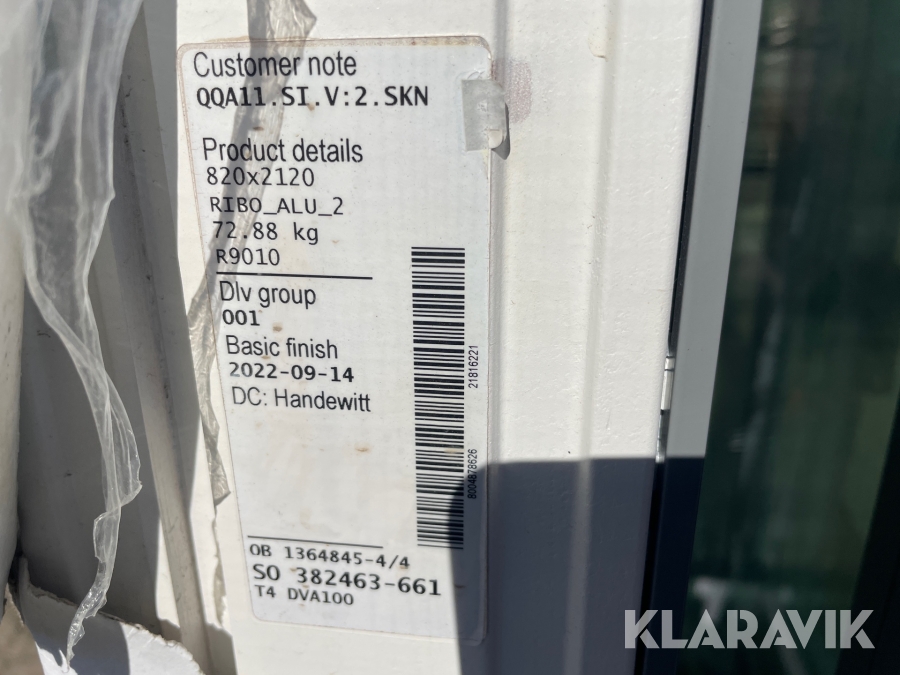 Customer note
QQA11.SI.V:2.SKN
Product details
820x2120
RIBO_ALU_2
72.88 kg
R9010
Dlv group
001
Basic finish
2022-09-14
DC: Handewitt
21816221
8004878626
OB 1364845-4/4
SO 382463-661
T4 DVA100
KLARAVIK